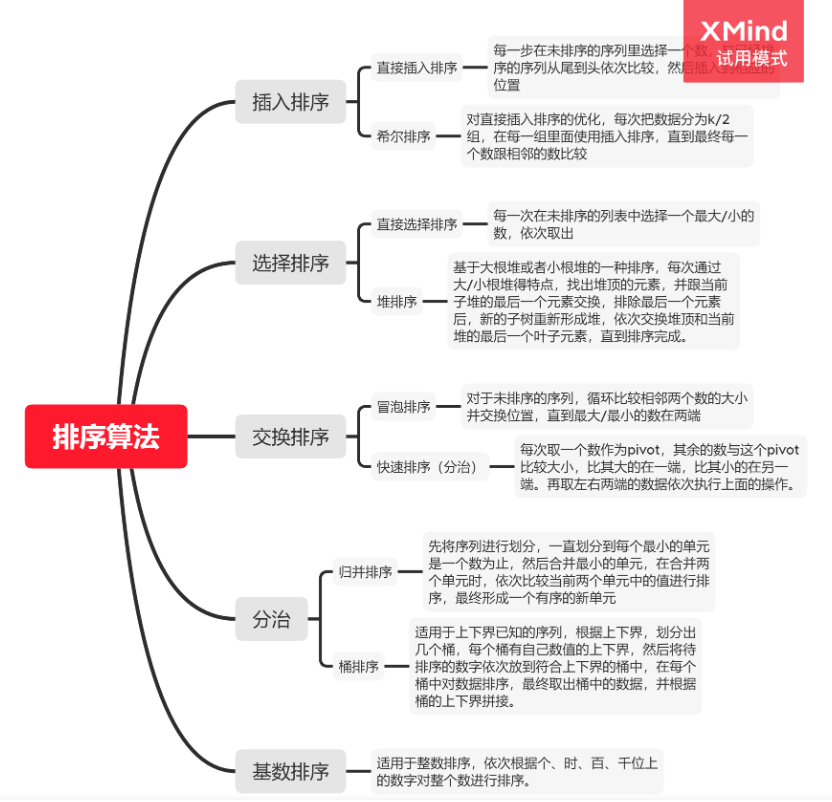 XMind
试用模式
排序算法
插入排序
直接插入排序
每一步在未排序的序列里选择一个数，与已经排
序的序列从尾到头依次比较，然后插入到相应的
位置
希尔排序
对直接插入排序的优化，每次把数据分为k/2
组，在每一组里面使用插入排序，直到最终每一
个数跟相邻的数比较
选择排序
直接选择排序
每一次在未排序的列表中选择一个最大/小的
数，依次取出
堆排序
基于大根堆或者小根堆的一种排序，每次通过
大/小根堆得特点，找出堆顶的元素，并跟当前
子堆的最后一个元素交换，排除最后一个元素
后，新的子树重新形成堆，依次交换堆顶和当前
堆的最后一个叶子元素，直到排序完成。
交换排序
冒泡排序
对于未排序的序列，循环比较相邻两个数的大小
并交换位置，直到最大/最小的数在两端
快速排序（分治）
每次取一个数作为pivot，其余的数与这个pivot
比较大小，比其大的在一端，比其小的在另一
端。再取左右两端的数据依次执行上面的操作。
分治
归并排序
先将序列进行划分，一直划分到每个最小的单元
是一个数为止，然后合并最小的单元，在合并两
个单元时，依次比较当前两个单元中的值进行排
序，最终形成一个有序的新单元
桶排序
适用于上下界已知的序列，根据上下界，划分出
几个桶，每个桶有自己数值的上下界，然后将待
排序的数字依次放到符合上下界的桶中，在每个
桶中对数据排序，最终取出桶中的数据，并根据
桶的上下界拼接。
基数排序
适用于整数排序，依次根据个、时、百、千位上
的数字对整个数进行排序。